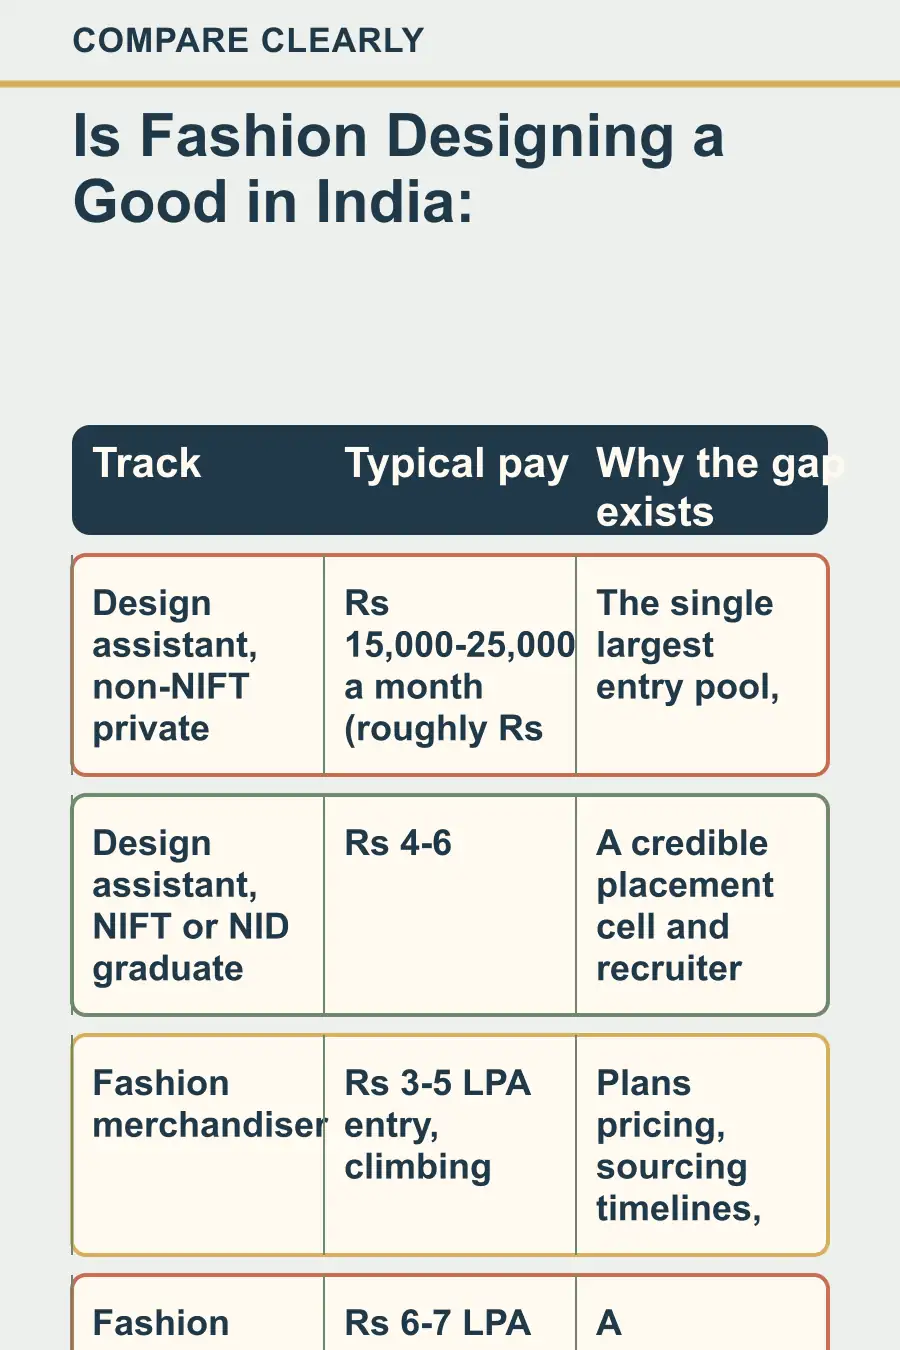 COMPARE CLEARLY
Is Fashion Designing a
Good in India:
Track
Typical pay
Why the gap
exists
Design
assistant,
non-NIFT
private
Rs
15,000-25,000
a month
(roughly Rs
The single
largest
entry pool,
Design
assistant,
NIFT or NID
graduate
Rs 4-6
A credible
placement
cell and
recruiter
Fashion
merchandiser
Rs 3-5 LPA
entry,
climbing
Plans
pricing,
sourcing
timelines,
Fashion
Rs 6-7 LPA
A